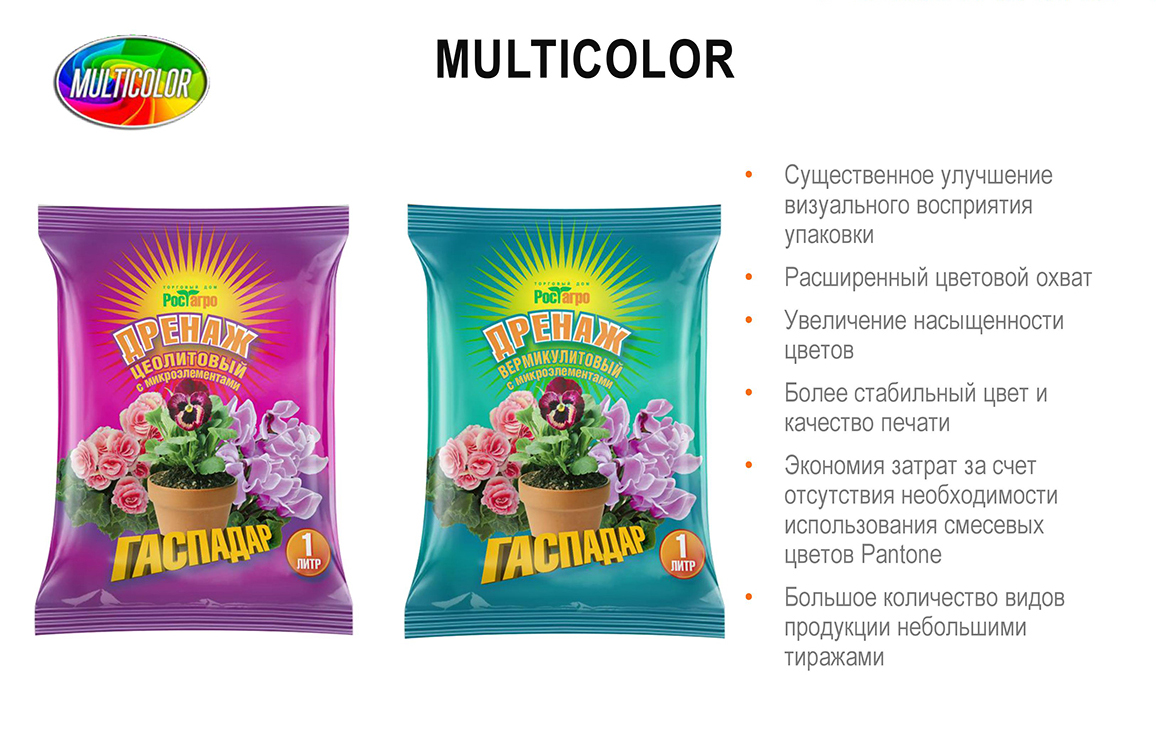 MULTICOLOR
MULTICOLOR
ТОРГОВЫЙ ДОМ
РостАгро
ДРЕНАЖ
ЦЕОЛИТОВЫЙ
С МИКРОЭЛЕМЕНТАМИ
ГАСПАДАР
1
ЛИТР
ТОРГОВЫЙ ДОМ
РостАгро
ДРЕНАЖ
ВЕРМИКУЛИТОВЫЙ
С МИКРОЭЛЕМЕНТАМИ
ГАСПАДАР
1
ЛИТР
• Существенное улучшение
визуального восприятия
упаковки
• Расширенный цветовой охват
• Увеличение насыщенности
цветов
• Более стабильный цвет и
качество печати
• Экономия затрат за счет
отсутствия необходимости
использования смесевых
цветов Pantone
• Большое количество видов
продукции небольшими
тиражами